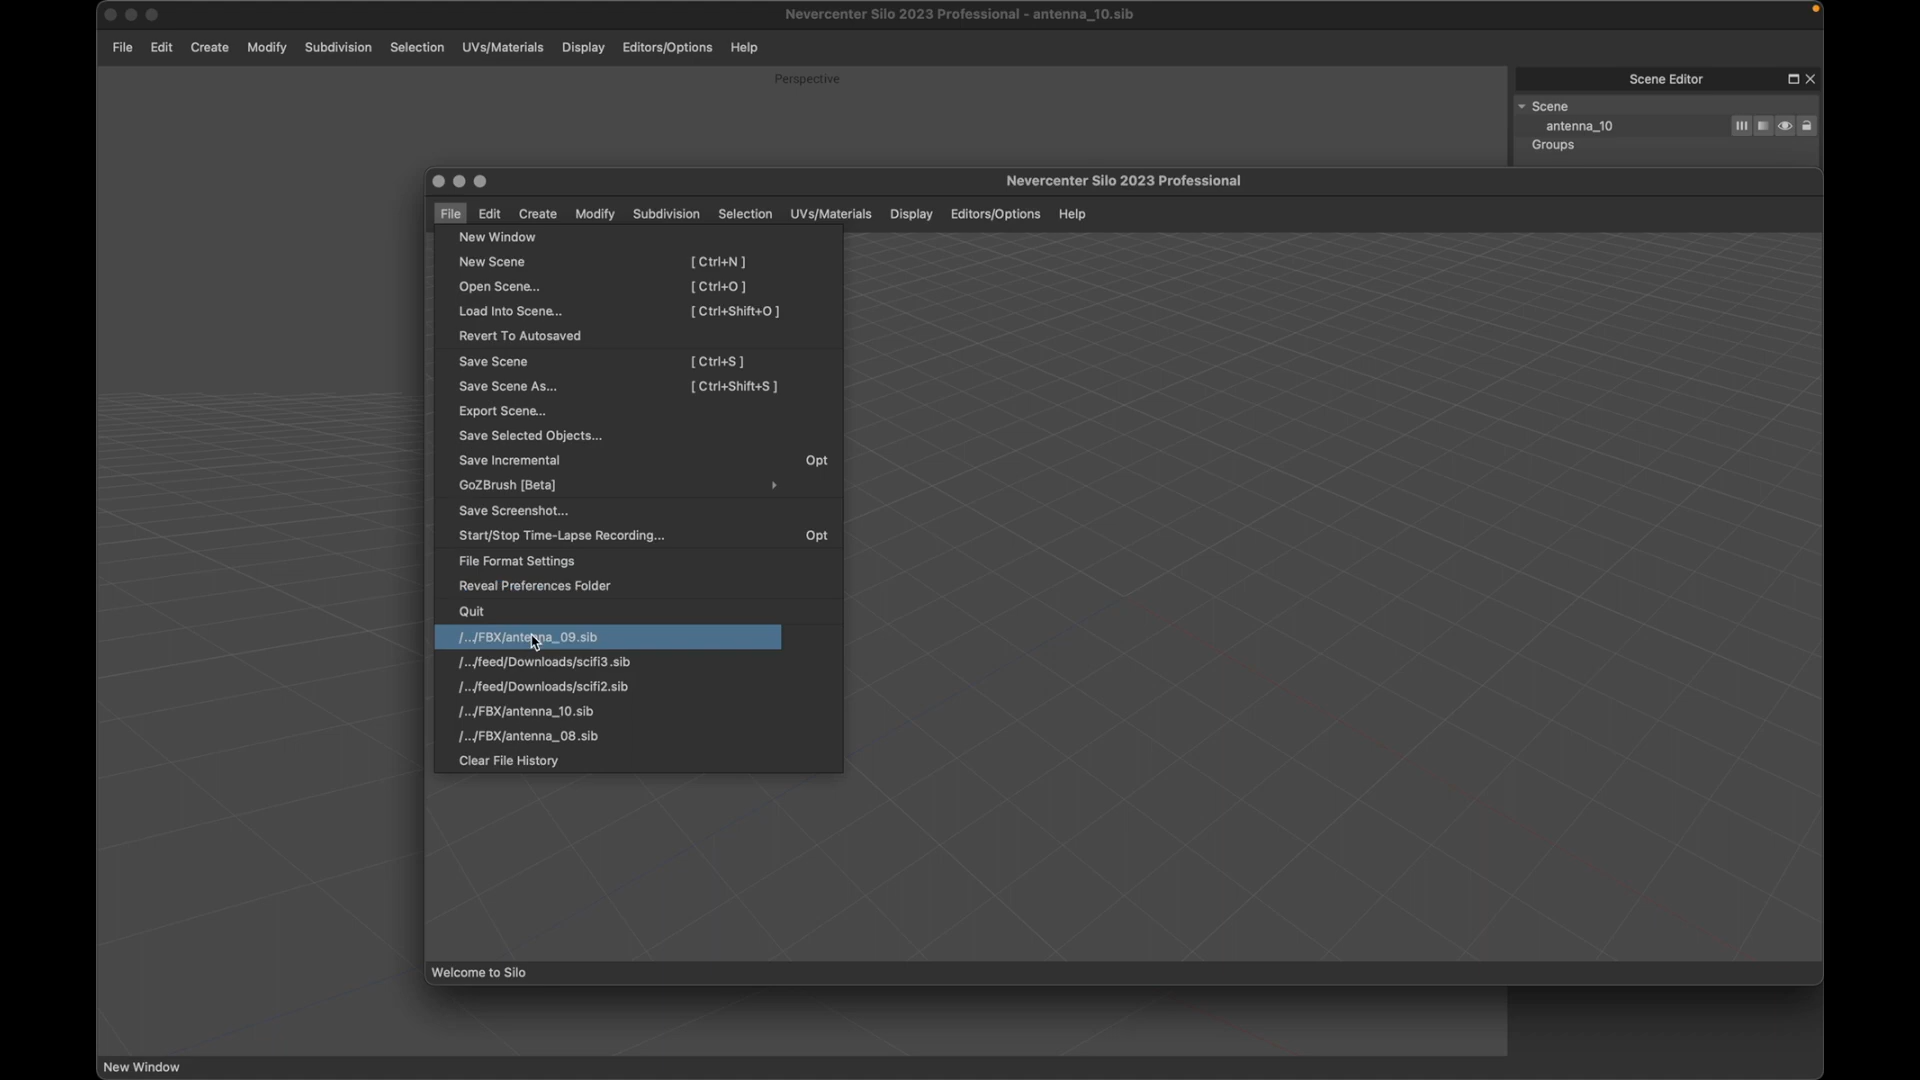 Nevercenter Silo 2023 Professional - antenna_10.sib
File Edit Create Modify Subdivision Selection UVs/Materials Display Editors/Options Help
Perspective
Scene Editor
Scene
antenna_10
Groups
Nevercenter Silo 2023 Professional
File Edit Create Modify Subdivision Selection UVs/Materials Display Editors/Options Help
New Window
New Scene [ Ctrl+N ]
Open Scene... [ Ctrl+O ]
Load Into Scene... [ Ctrl+Shift+O ]
Revert To Autosaved
Save Scene [ Ctrl+S ]
Save Scene As... [ Ctrl+Shift+S ]
Export Scene...
Save Selected Objects...
Save Incremental Opt
GoZBrush [Beta]
Save Screenshot...
Start/Stop Time-Lapse Recording... Opt
File Format Settings
Reveal Preferences Folder
Quit
/.../FBX/antenna_09.sib
/.../feed/Downloads/scifi3.sib
/.../feed/Downloads/scifi2.sib
/.../FBX/antenna_10.sib
/.../FBX/antenna_08.sib
Clear File History
Welcome to Silo
New Window